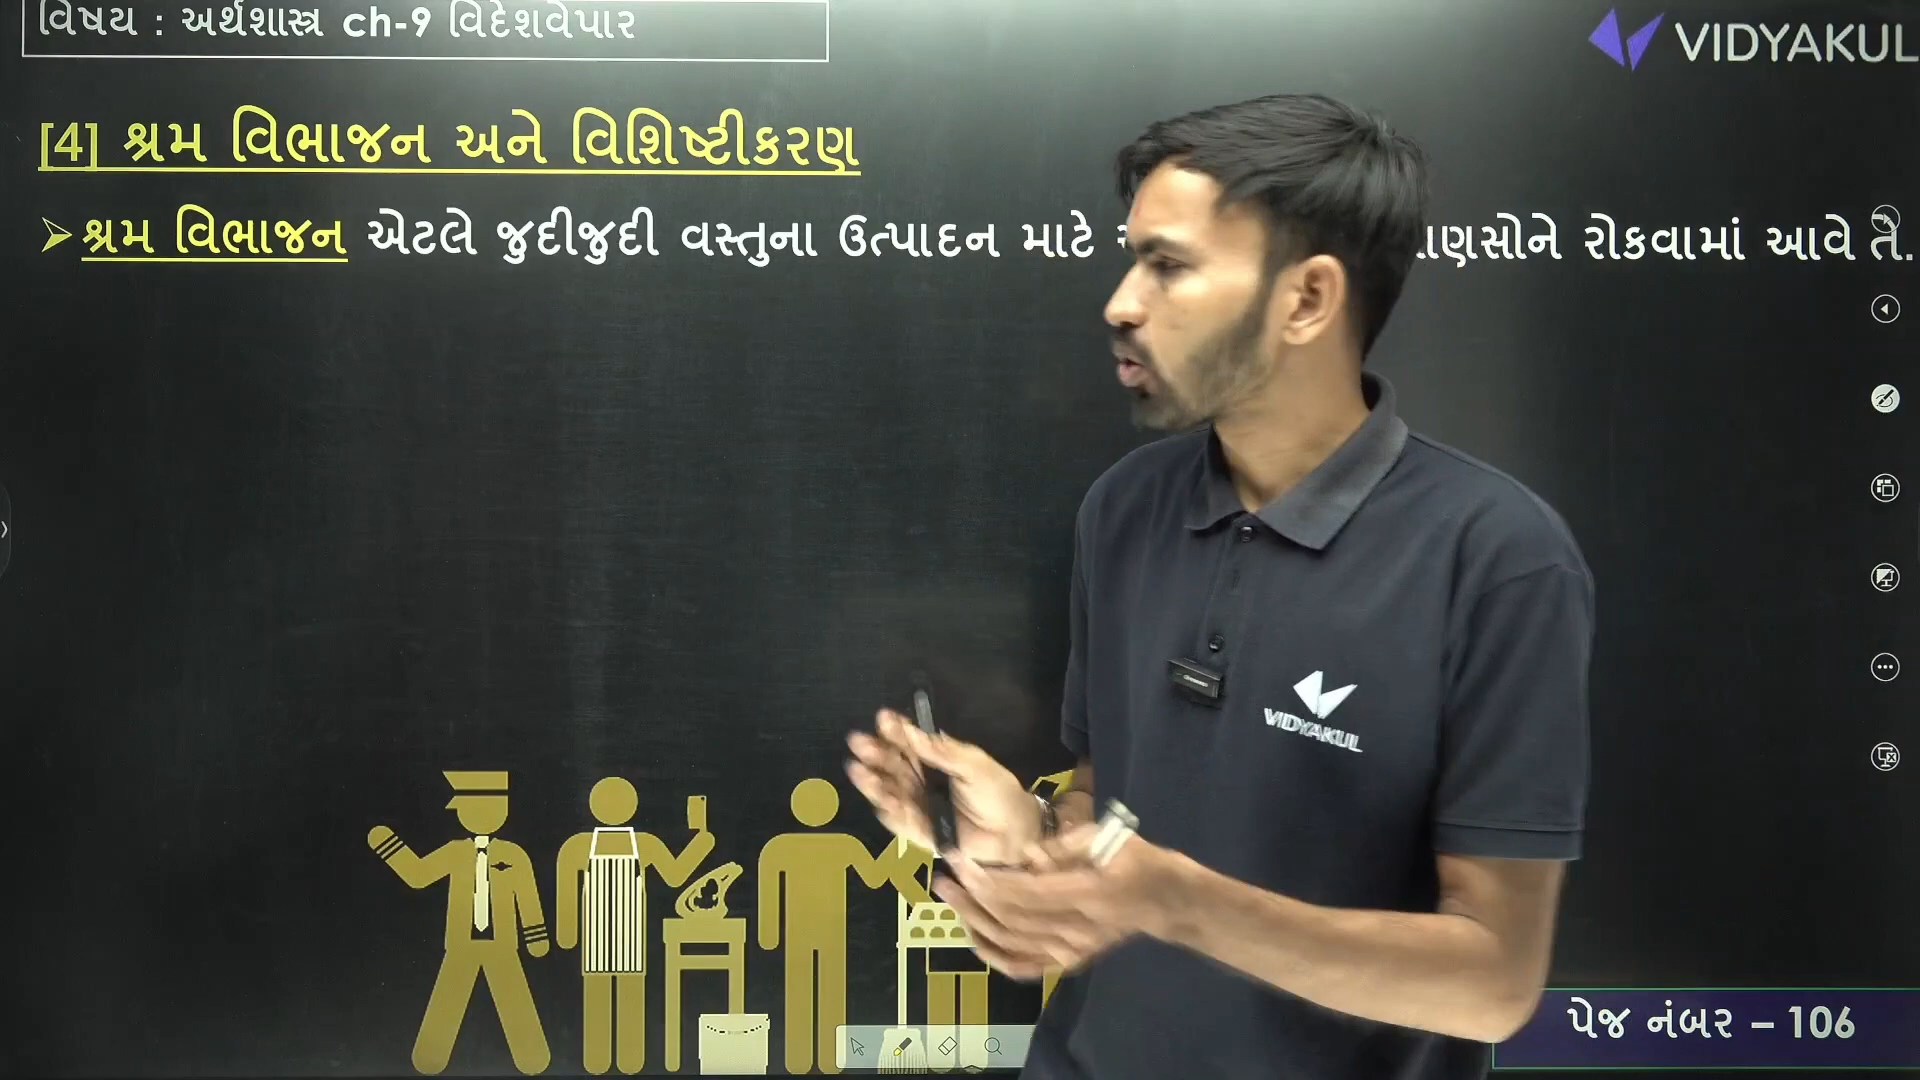 વિષય : અર્થશાસ્ત્ર ch-9 વિદેશવેપાર
VIDYAKUL
[4] શ્રમ વિભાજન અને વિશિષ્ટીકરણ
➢ શ્રમ વિભાજન એટલે જુદીજુદી વસ્તુના ઉત્પાદન માટે રોકવામાં આવે તે.
VIDYAKUL
પેજ નંબર – 106